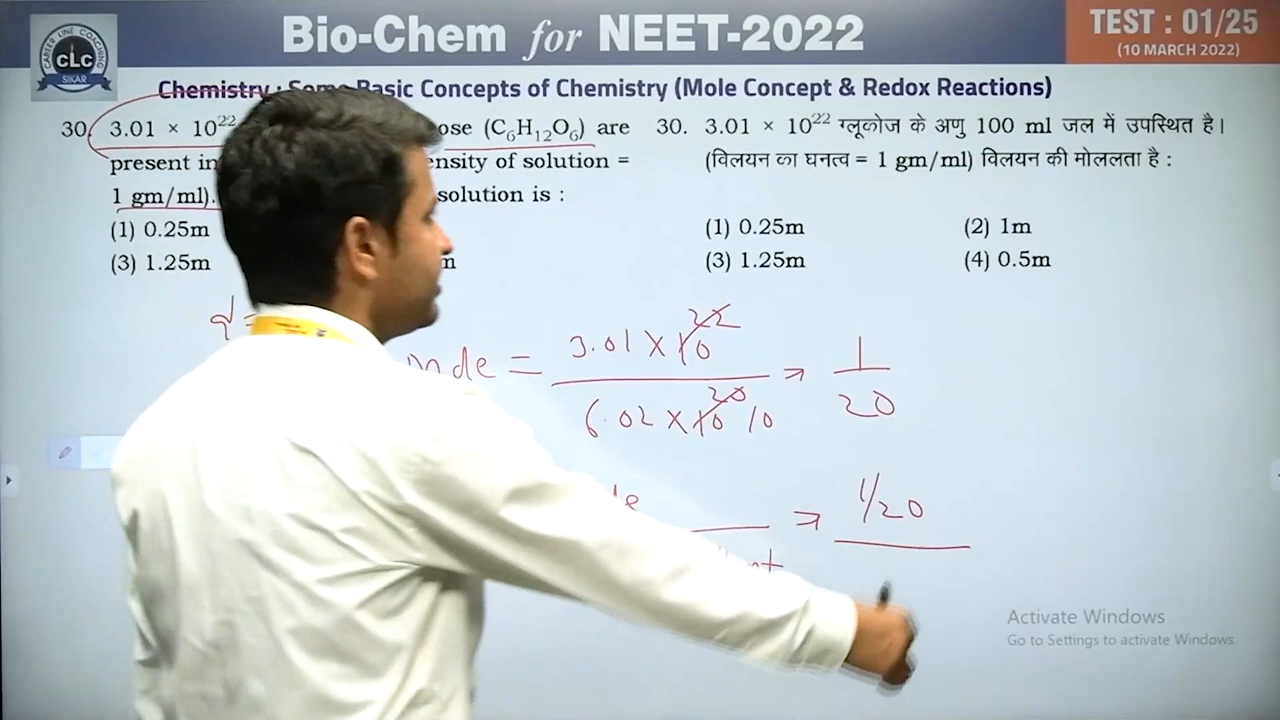 Bio-Chem for NEET-2022
TEST : 01/25
(10 MARCH 2022)
CAREER LINE COACHING
CLC
SIKAR
Chemistry : Some Basic Concepts of Chemistry (Mole Concept & Redox Reactions)
30. 3.01 × 10²² ose (C₆H₁₂O₆) are
present in ensity of solution =
1 gm/ml). solution is :
(1) 0.25m
(3) 1.25m
30. 3.01 × 10²² ग्लूकोज के अणु 100 ml जल में उपस्थित है।
(विलयन का घनत्व = 1 gm/ml) विलयन की मोललता है :
(1) 0.25m (2) 1m
(3) 1.25m (4) 0.5m
d =
= 3.01 × 10²² / 6.02 × 10²⁰ 10 → 1 / 20
→ 1/20
Activate Windows
Go to Settings to activate Windows.